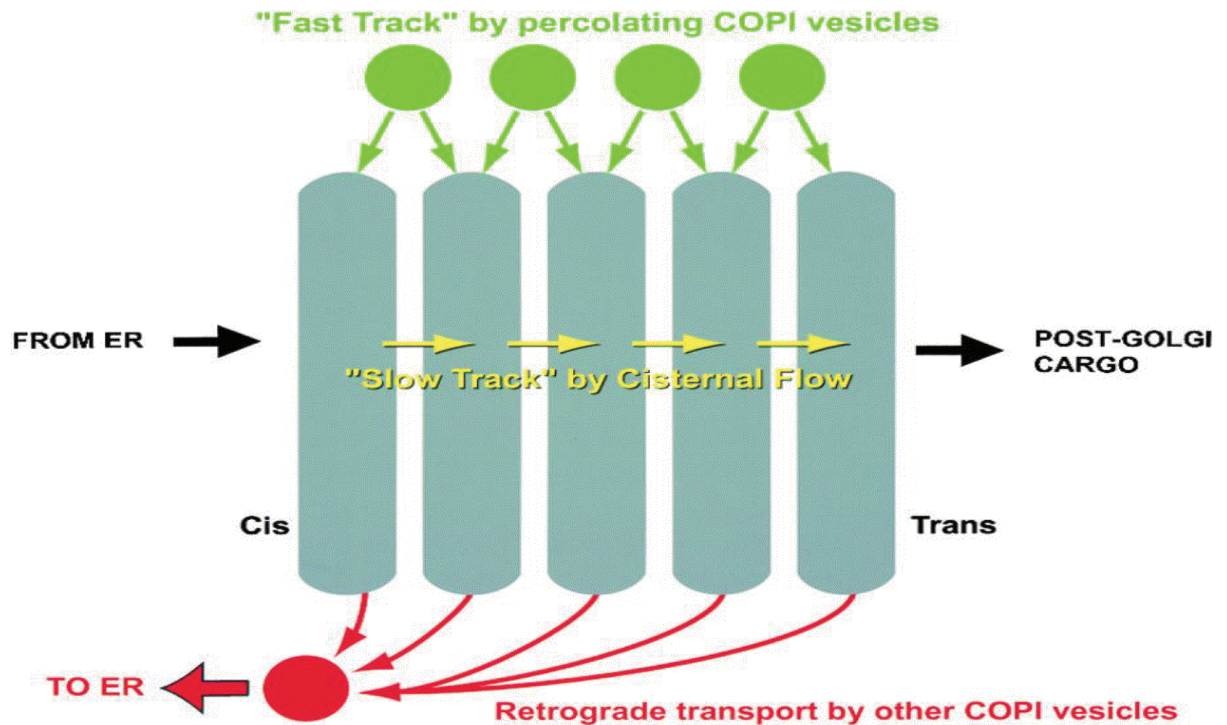 "Fast Track" by percolating COPI vesicles
FROM ER
POST-GOLGI
CARGO
"Slow Track" by Cisternal Flow
Cis
Trans
TO ER
Retrograde transport by other COPI vesicles